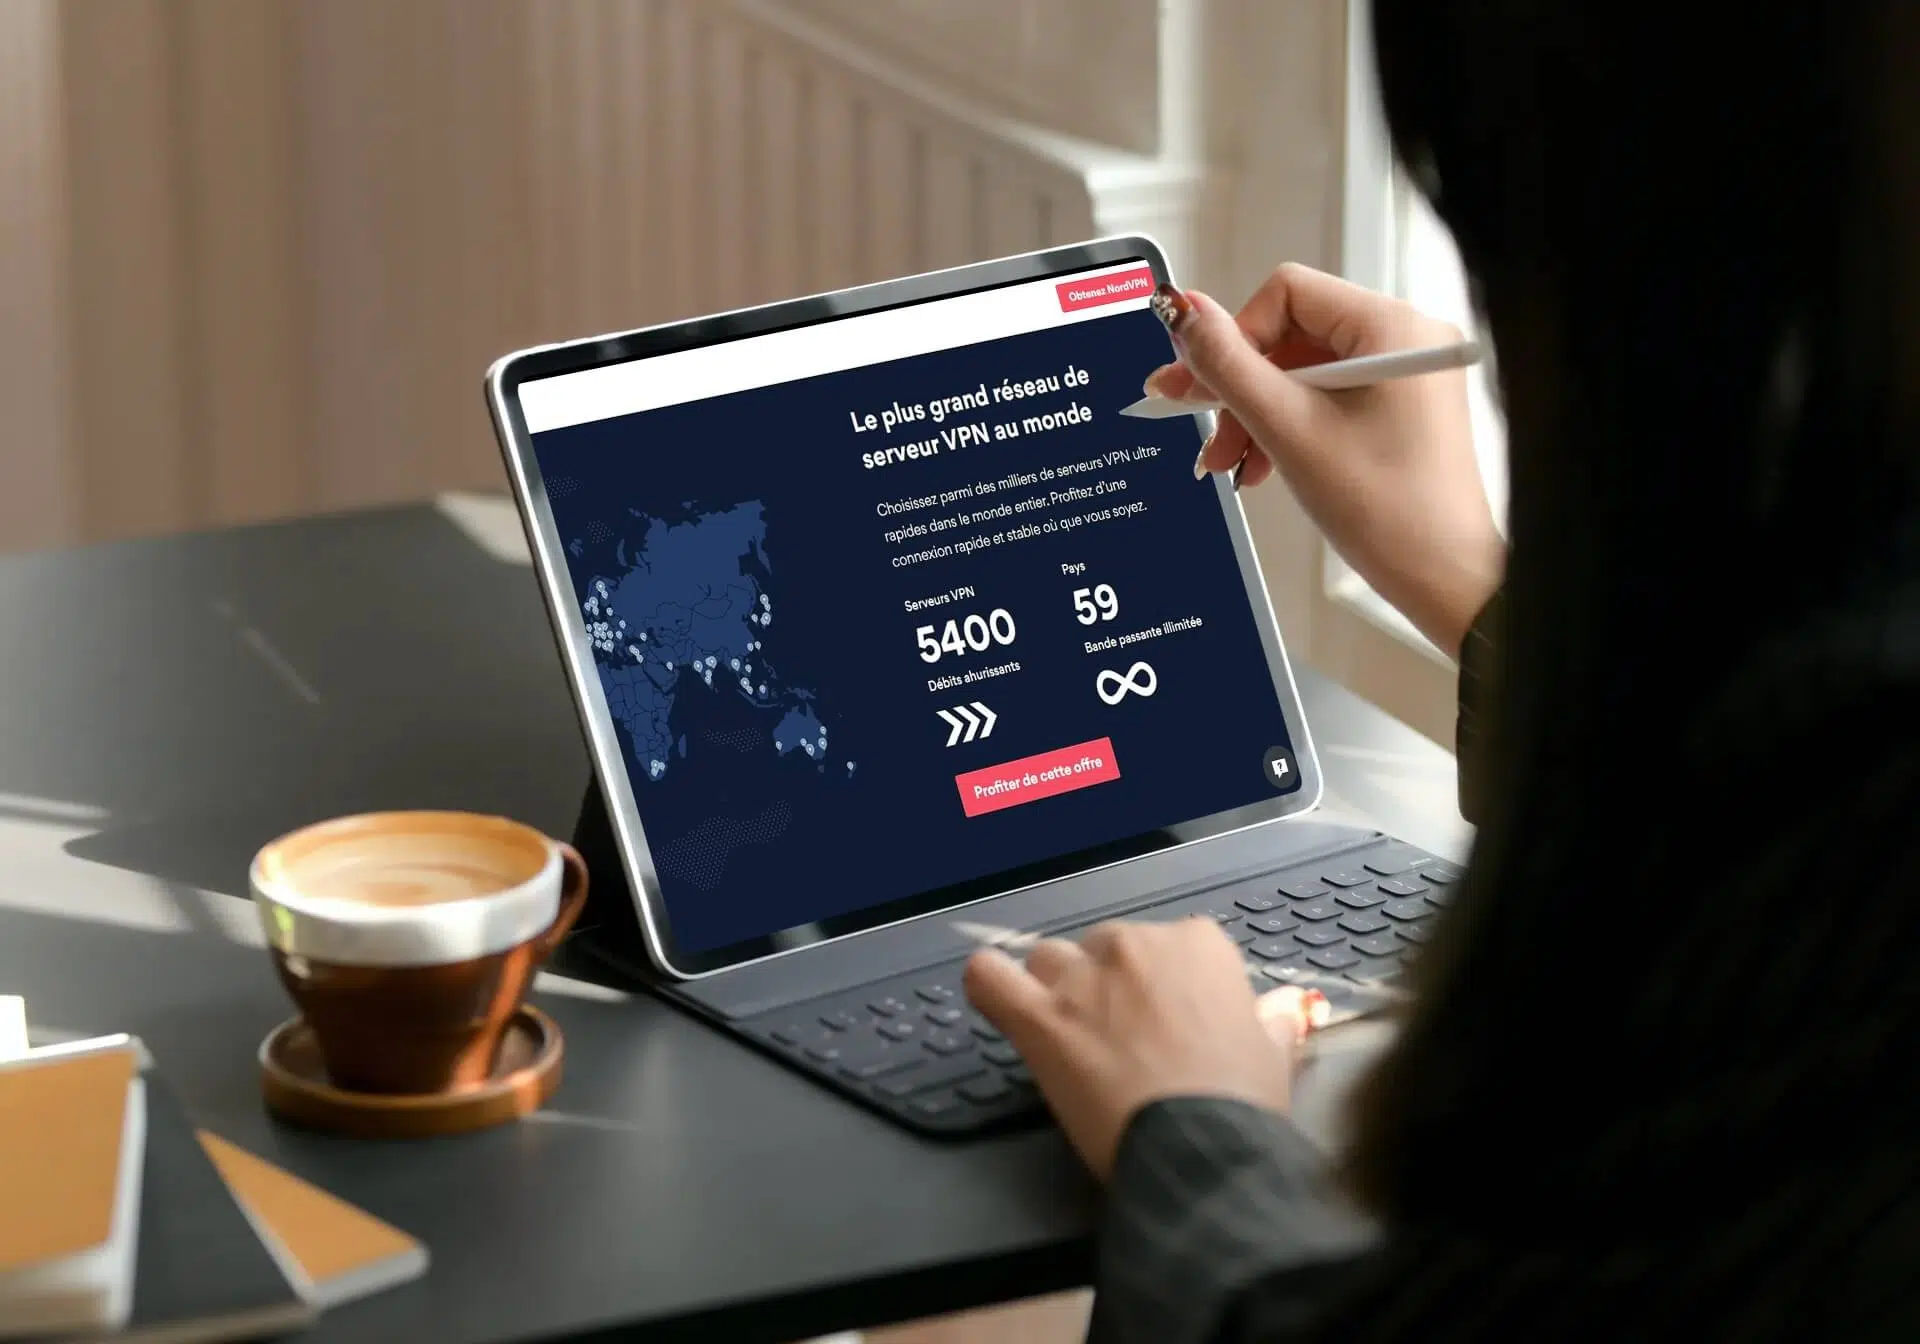 Obtenez NordVPN
Le plus grand réseau de
serveur VPN au monde
Choisissez parmi des milliers de serveurs VPN ultra-
rapides dans le monde entier. Profitez d'une
connexion rapide et stable où que vous soyez.
Serveurs VPN
5400
Pays
59
Débits ahurissants
Bande passante illimitée
Profiter de cette offre
?